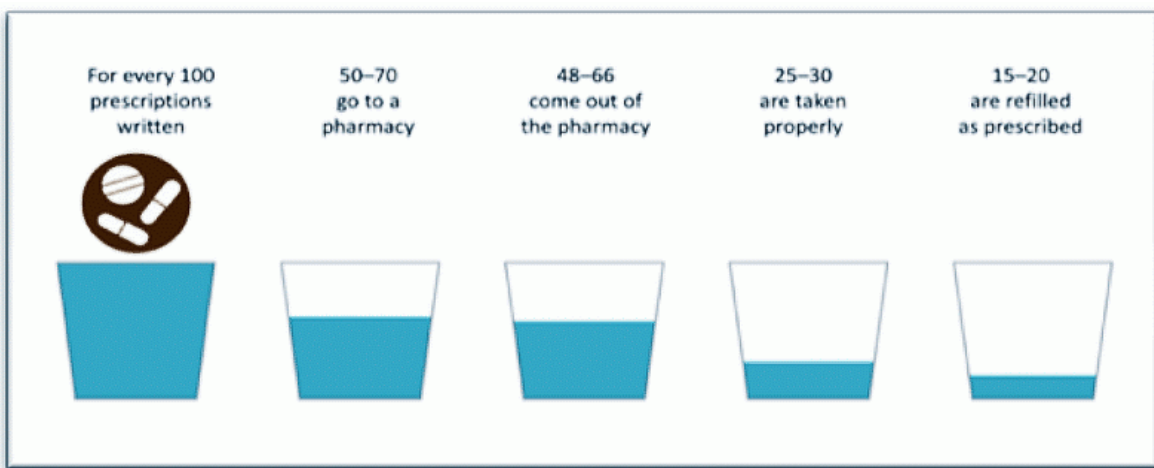 For every 100
prescriptions
written
50–70
go to a
pharmacy
48–66
come out of
the pharmacy
25–30
are taken
properly
15–20
are refilled
as prescribed